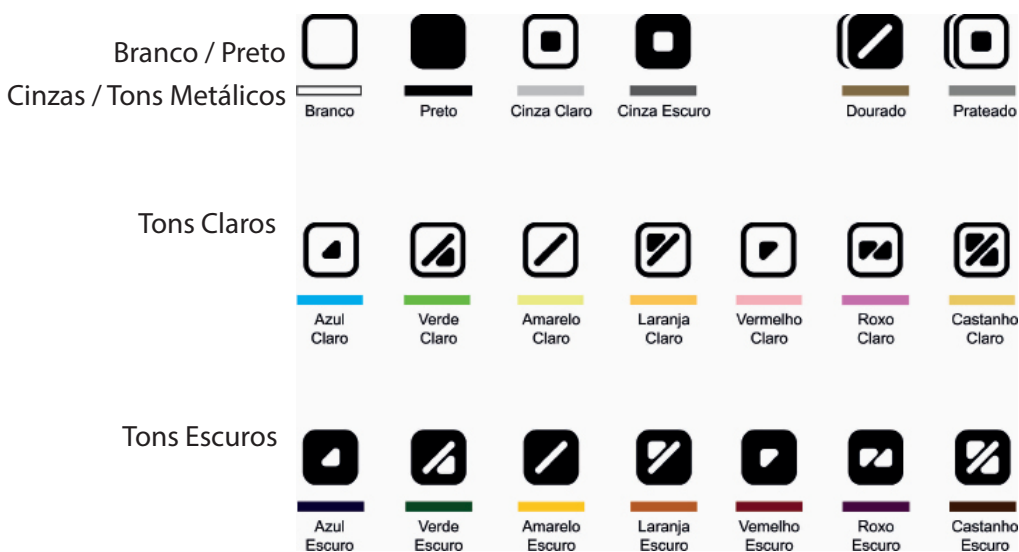 Branco / Preto
Cinzas / Tons Metálicos
Branco Preto Cinza Claro Cinza Escuro Dourado Prateado
Tons Claros
Azul Verde Amarelo Laranja Vermelho Roxo Castanho
Claro Claro Claro Claro Claro Claro Claro
Tons Escuros
Azul Verde Amarelo Laranja Vemelho Roxo Castanho
Escuro Escuro Escuro Escuro Escuro Escuro Escuro